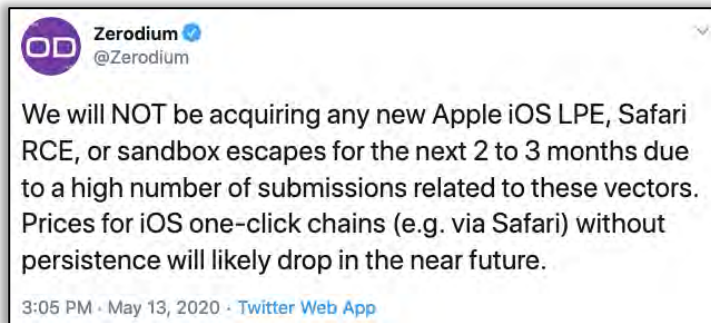 OD
Zerodium
@Zerodium
We will NOT be acquiring any new Apple iOS LPE, Safari
RCE, or sandbox escapes for the next 2 to 3 months due
to a high number of submissions related to these vectors.
Prices for iOS one-click chains (e.g. via Safari) without
persistence will likely drop in the near future.
3:05 PM · May 13, 2020 · Twitter Web App